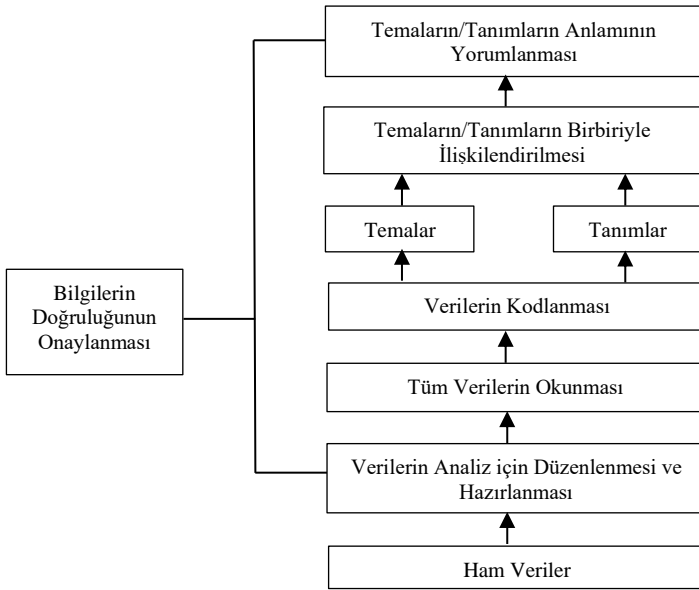 Temaların/Tanımların Anlamının
Yorumlanması
Temaların/Tanımların Birbiriyle
İlişkilendirilmesi
Temalar
Tanımlar
Bilgilerin
Doğruluğunun
Onaylanması
Verilerin Kodlanması
Tüm Verilerin Okunması
Verilerin Analiz için Düzenlenmesi ve
Hazırlanması
Ham Veriler